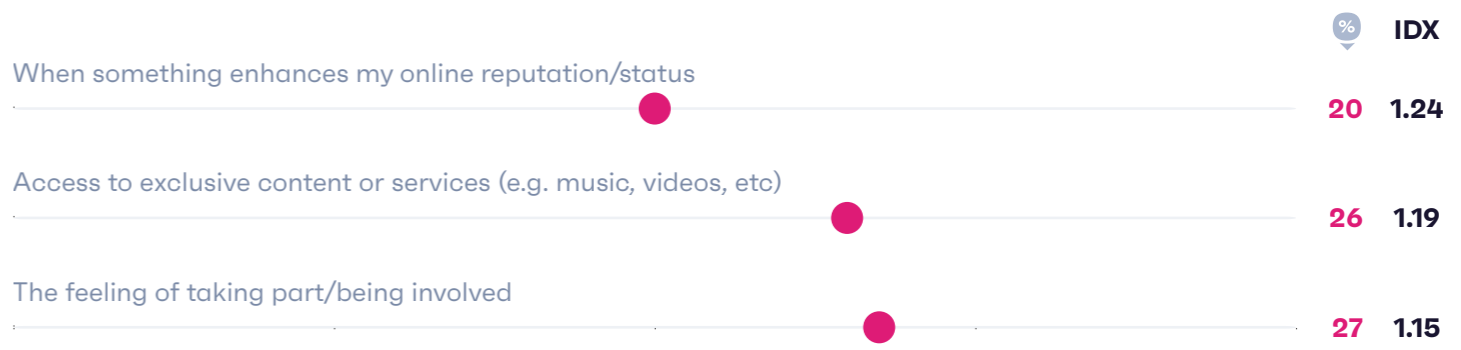 % IDX
When something enhances my online reputation/status
20 1.24
Access to exclusive content or services (e.g. music, videos, etc)
26 1.19
The feeling of taking part/being involved
27 1.15